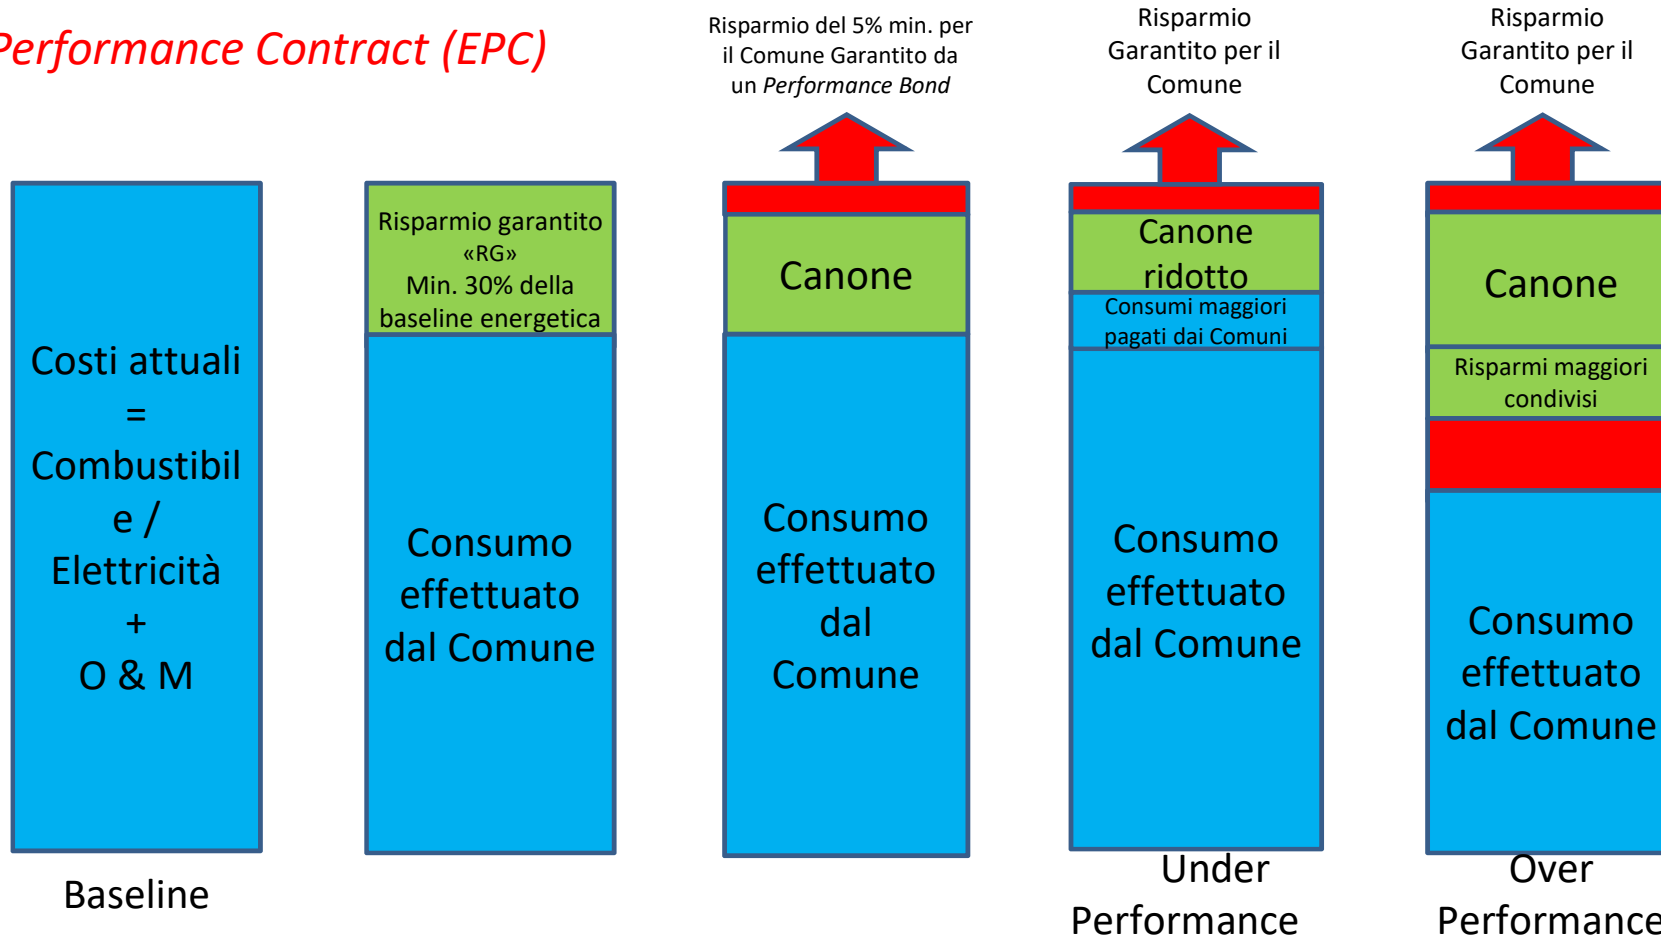 Performance Contract (EPC)
Risparmio del 5% min. per
il Comune Garantito da
un Performance Bond
Risparmio
Garantito per il
Comune
Risparmio
Garantito per il
Comune
Costi attuali
=
Combustibil
e /
Elettricità
+
O & M
Baseline
Risparmio garantito
«RG»
Min. 30% della
baseline energetica
Consumo
effettuato
dal Comune
Canone
Consumo
effettuato
dal
Comune
Canone
ridotto
Consumi maggiori
pagati dai Comuni
Consumo
effettuato
dal Comune
Under
Performance
Canone
Risparmi maggiori
condivisi
Consumo
effettuato
dal Comune
Over
Performance